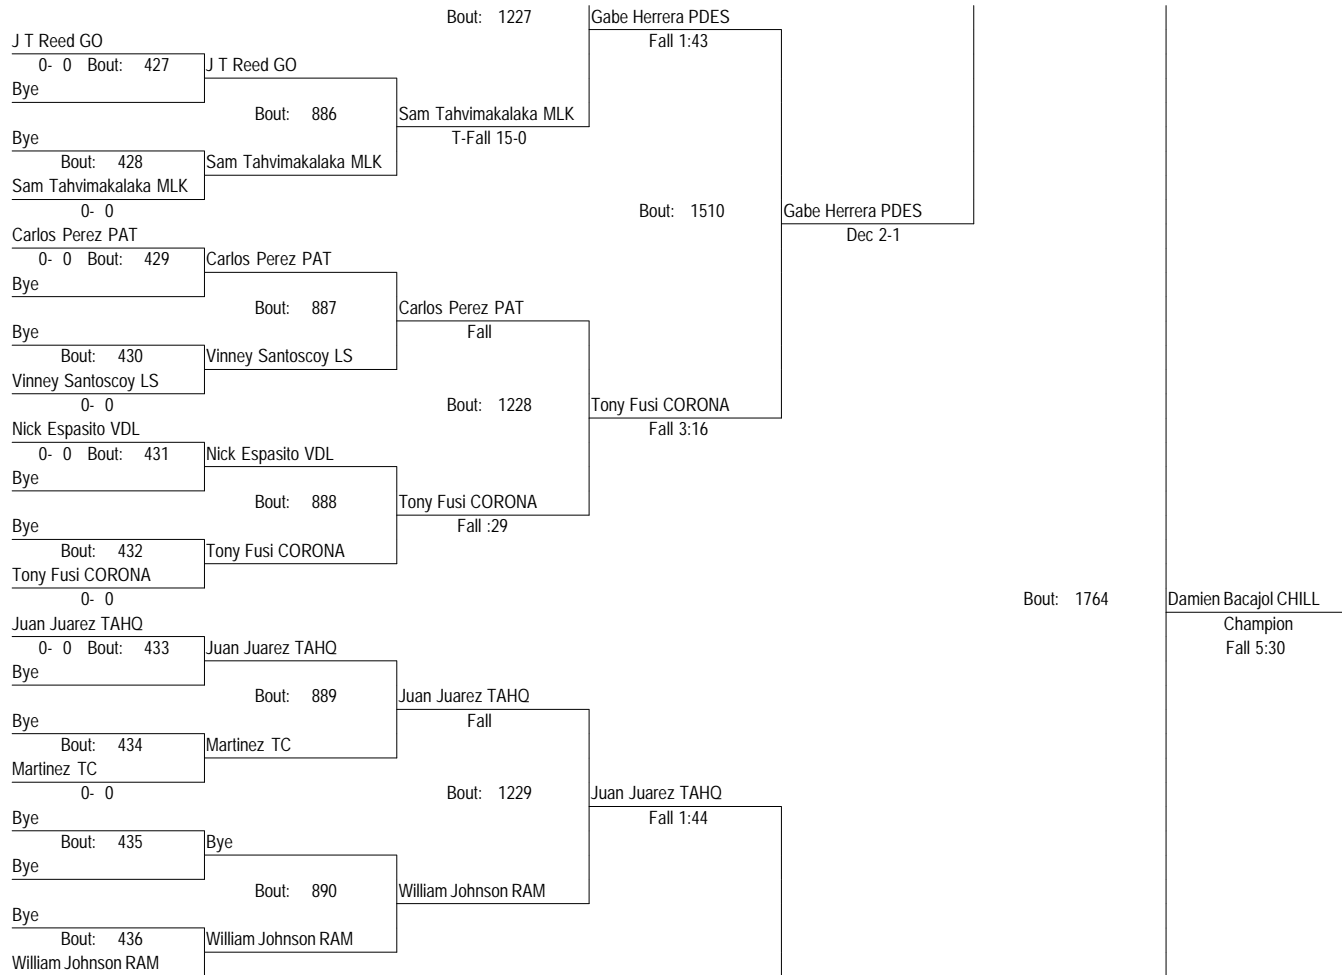 Bout: 1227 Gabe Herrera PDES
J T Reed GO Fall 1:43
0- 0 Bout: 427 J T Reed GO
Bye
Bout: 886 Sam Tahvimakalaka MLK
Bye T-Fall 15-0
Bout: 428 Sam Tahvimakalaka MLK
Sam Tahvimakalaka MLK
0- 0 Bout: 1510 Gabe Herrera PDES
Carlos Perez PAT Dec 2-1
0- 0 Bout: 429 Carlos Perez PAT
Bye
Bout: 887 Carlos Perez PAT
Bye Fall
Bout: 430 Vinney Santoscoy LS
Vinney Santoscoy LS
0- 0 Bout: 1228 Tony Fusi CORONA
Nick Espasito VDL Fall 3:16
0- 0 Bout: 431 Nick Espasito VDL
Bye
Bout: 888 Tony Fusi CORONA
Bye Fall :29
Bout: 432 Tony Fusi CORONA
Tony Fusi CORONA
0- 0 Bout: 1764 Damien Bacajol CHILL
Juan Juarez TAHQ Champion
0- 0 Bout: 433 Juan Juarez TAHQ Fall 5:30
Bye
Bout: 889 Juan Juarez TAHQ
Bye Fall
Bout: 434 Martinez TC
Martinez TC
0- 0 Bout: 1229 Juan Juarez TAHQ
Bye Fall 1:44
Bout: 435 Bye
Bye
Bout: 890 William Johnson RAM
Bye
Bout: 436 William Johnson RAM
William Johnson RAM